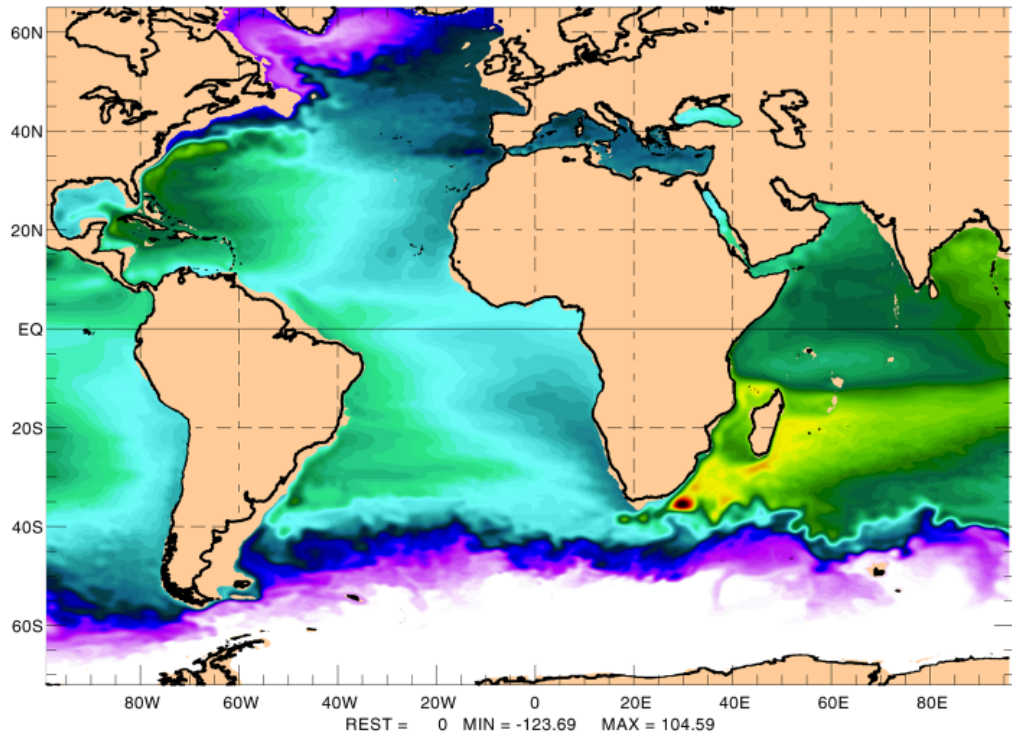 60N
40N
20N
EQ
20S
40S
60S
80W 60W 40W 20W 0 20E 40E 60E 80E
REST = 0 MIN = -123.69 MAX = 104.59